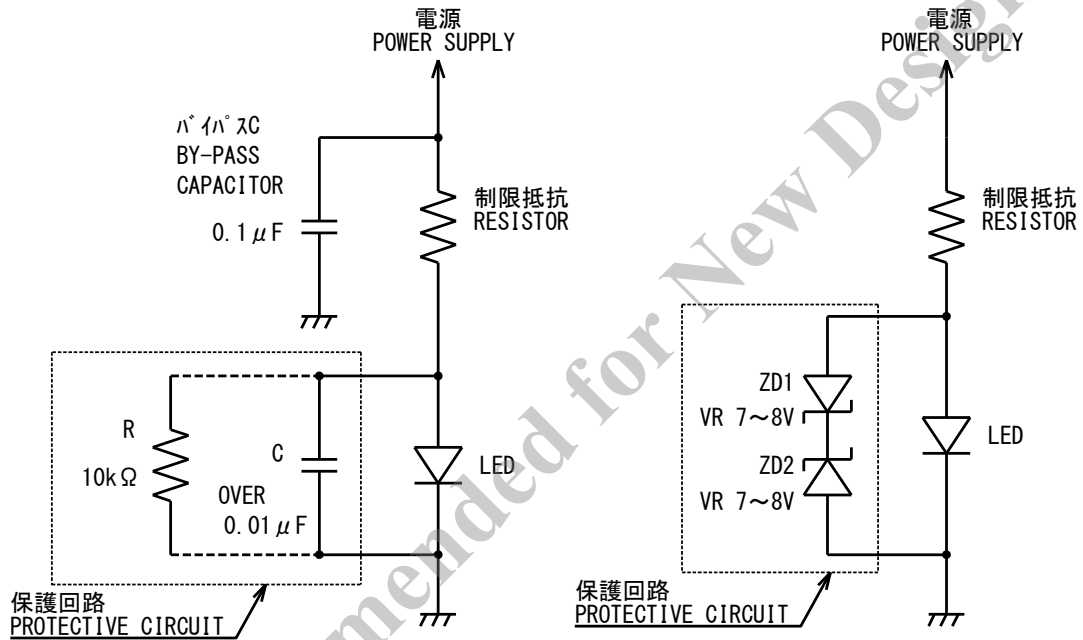 電源
POWER SUPPLY
バイパスC
BY-PASS
CAPACITOR
0.1μF
制限抵抗
RESISTOR
R
10kΩ
C
OVER
0.01μF
LED
保護回路
PROTECTIVE CIRCUIT
電源
POWER SUPPLY
制限抵抗
RESISTOR
ZD1
VR 7～8V
ZD2
VR 7～8V
LED
保護回路
PROTECTIVE CIRCUIT
for New